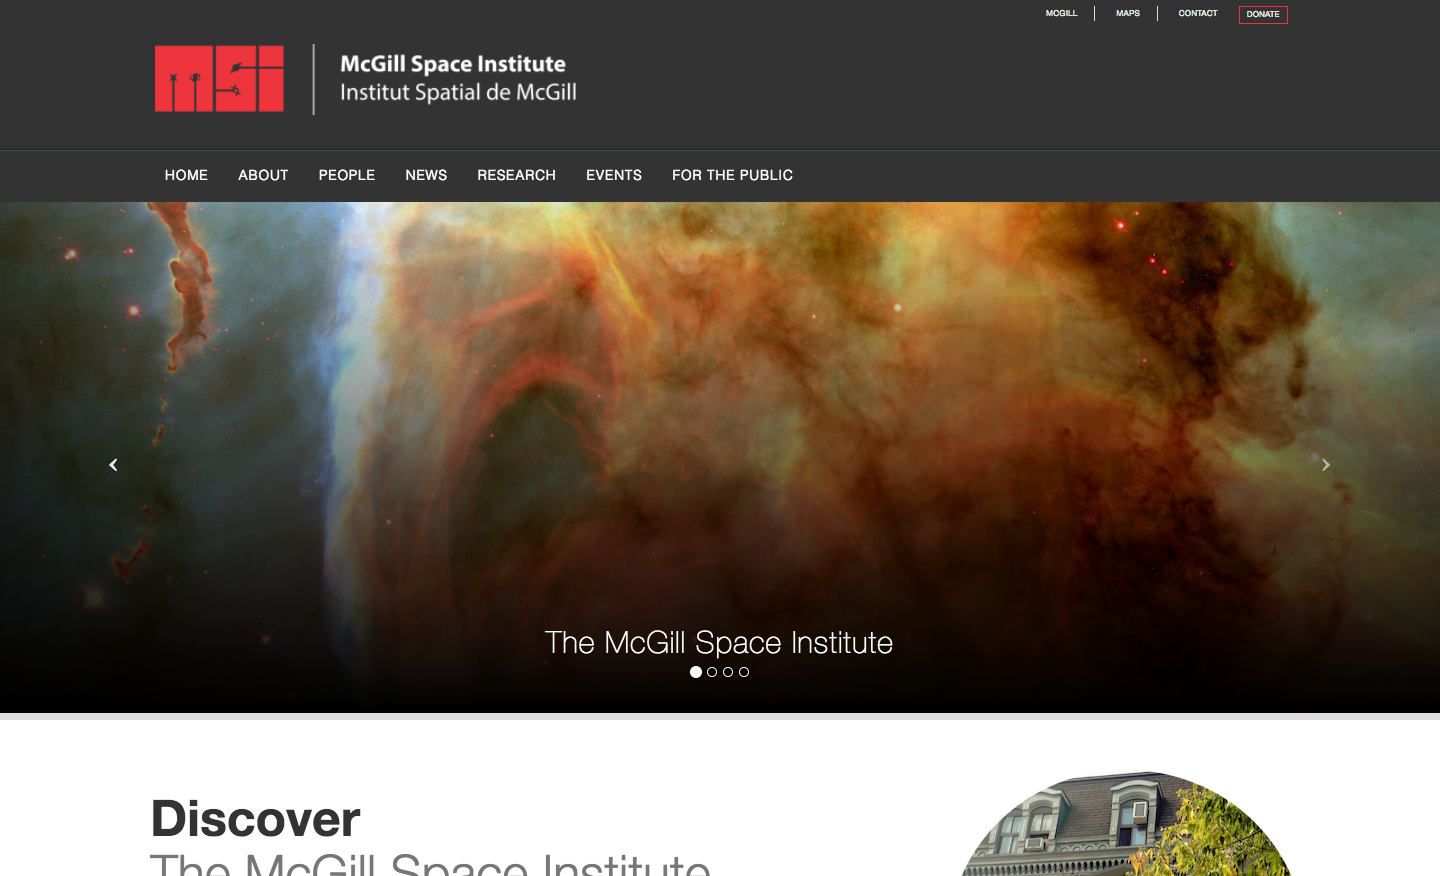 MCGILL MAPS CONTACT DONATE
msi
McGill Space Institute
Institut Spatial de McGill
HOME ABOUT PEOPLE NEWS RESEARCH EVENTS FOR THE PUBLIC
The McGill Space Institute
Discover
The McGill Space Institute